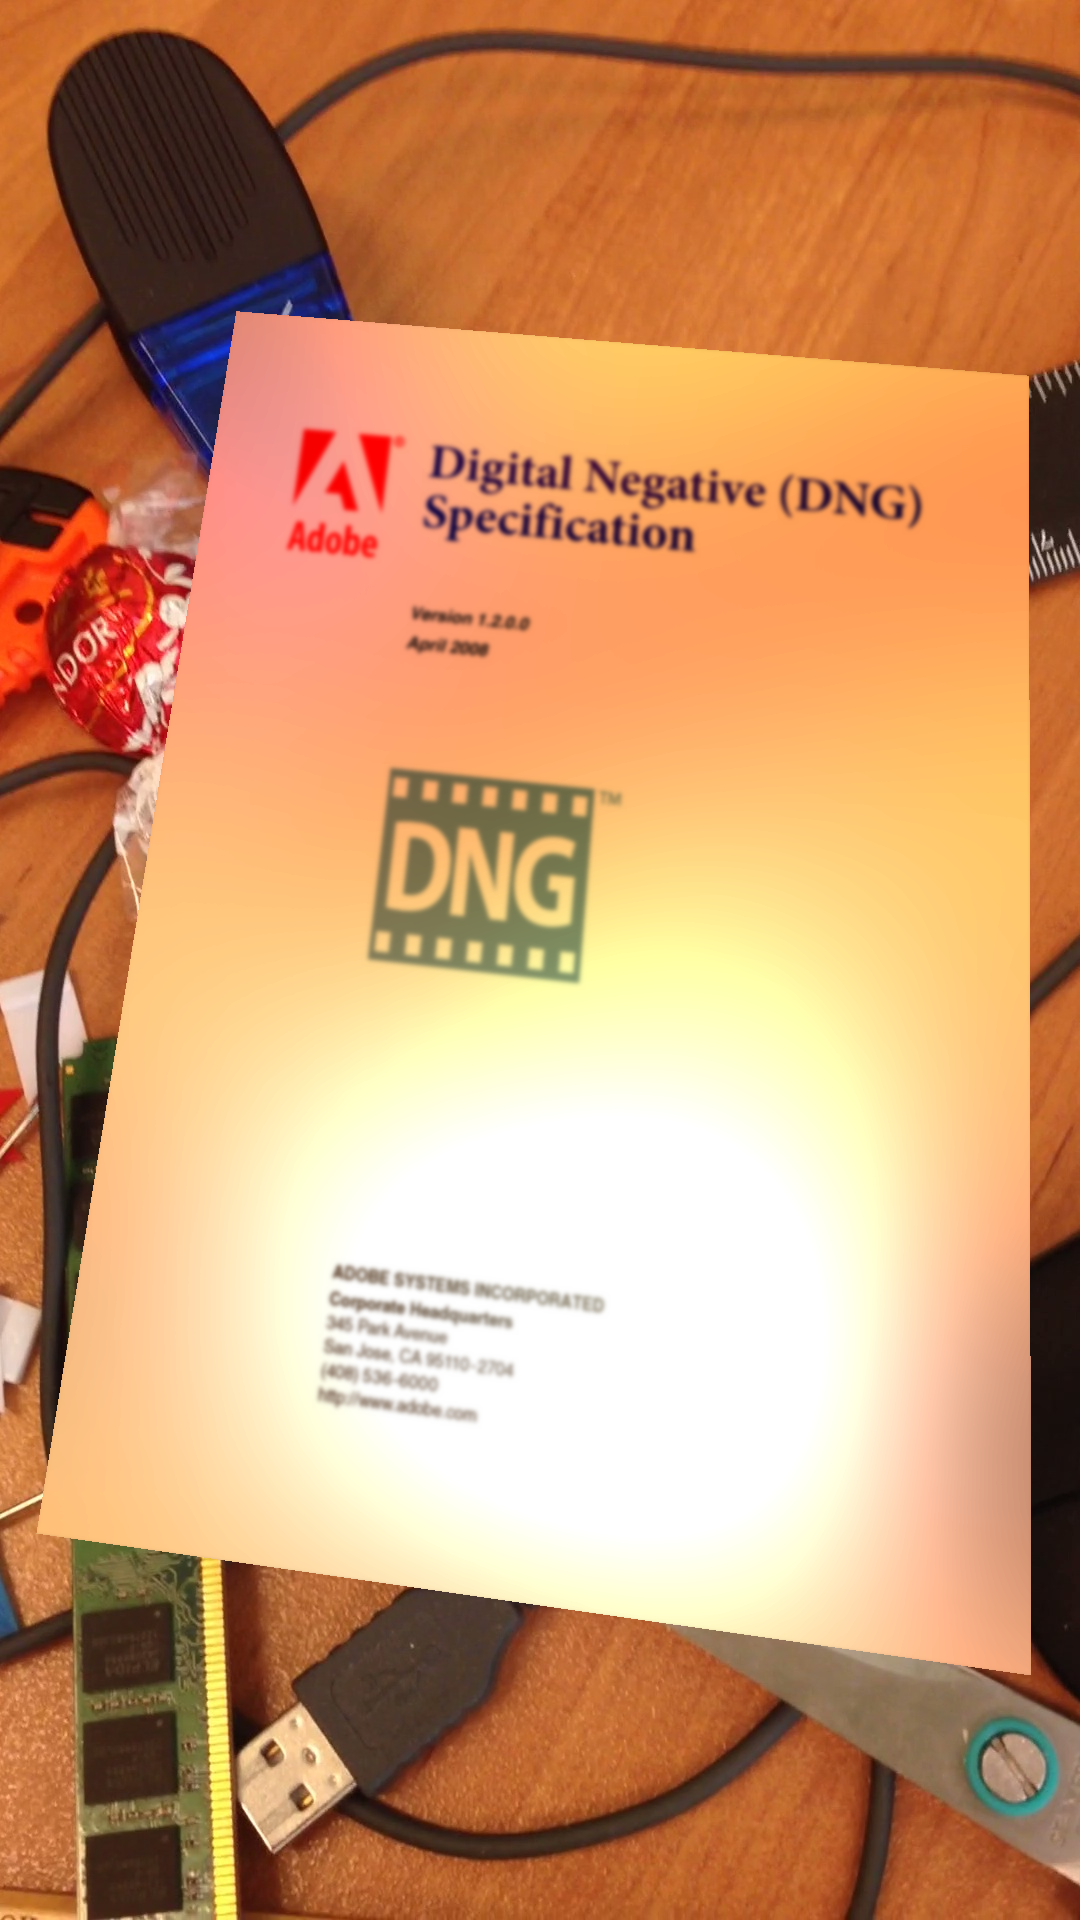 Adobe®
Digital Negative (DNG)
Specification
Version 1.2.0.0
April 2008
DNG™
ADOBE SYSTEMS INCORPORATED
Corporate Headquarters
345 Park Avenue
San Jose, CA 95110-2704
(408) 536-6000
http://www.adobe.com
NDOR